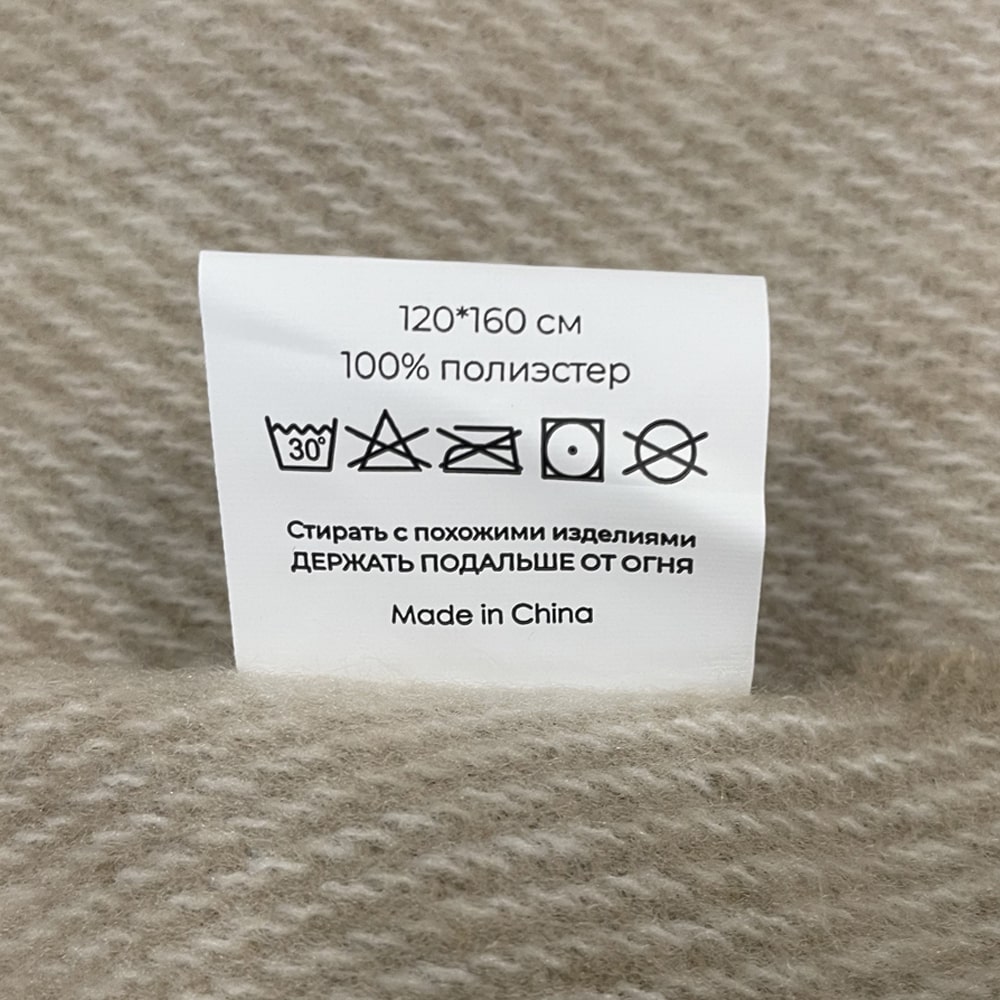 120*160 см
100% полиэстер
30°
Стирать с похожими изделиями
ДЕРЖАТЬ ПОДАЛЬШЕ ОТ ОГНЯ
Made in China